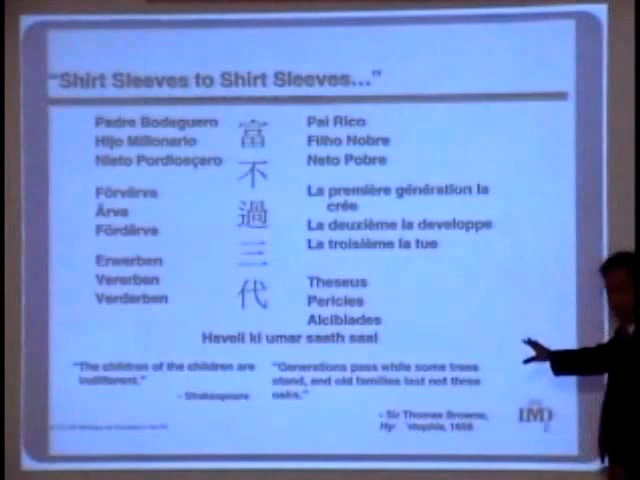 "Shirt Sleeves to Shirt Sleeves..."
Padre Bodeguero
Hijo Millonario
Nieto Pordiosçero
Förvärva
Ärva
Fördärva
Erwerben
Vererben
Verderben
富
不
過
三
代
Pai Rico
Filho Nobre
Neto Pobre
La première génération la
crée
La deuxième la developpe
La troisième la tue
Theseus
Pericles
Alcibiades
Haveli ki umar saath saal
"The children of the children are
indifferent."
- Shakespeare
"Generations pass while some trees
stand, and old families last not three
oaks."
- Sir Thomas Browne,
1658
IMD